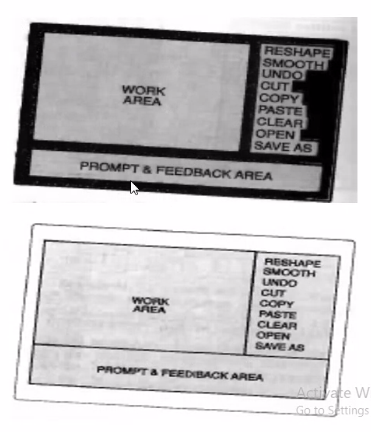 WORK
AREA
RESHAPE
SMOOTH
UNDO
CUT
COPY
PASTE
CLEAR
OPEN
SAVE AS
PROMPT & FEEDBACK AREA
WORK
AREA
RESHAPE
SMOOTH
UNDO
CUT
COPY
PASTE
CLEAR
OPEN
SAVE AS
PROMPT & FEEDIBACK AREA
Activate W
Go to Settings